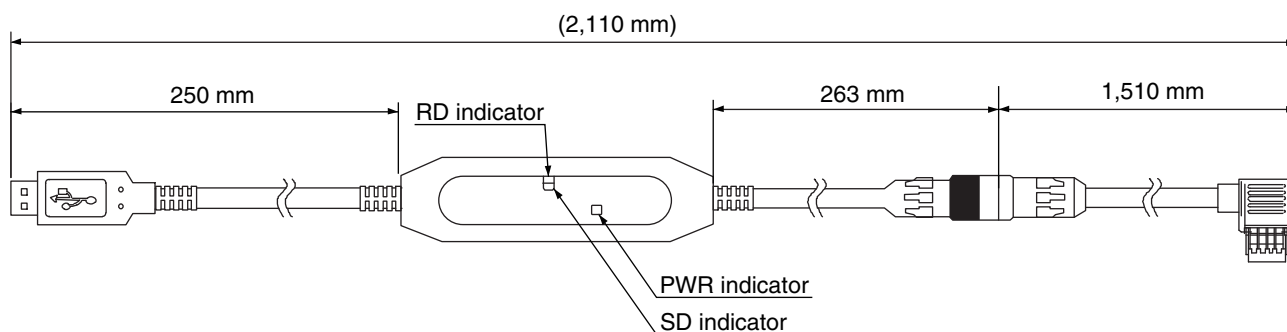 (2,110 mm)
250 mm
263 mm
1,510 mm
RD indicator
PWR indicator
SD indicator